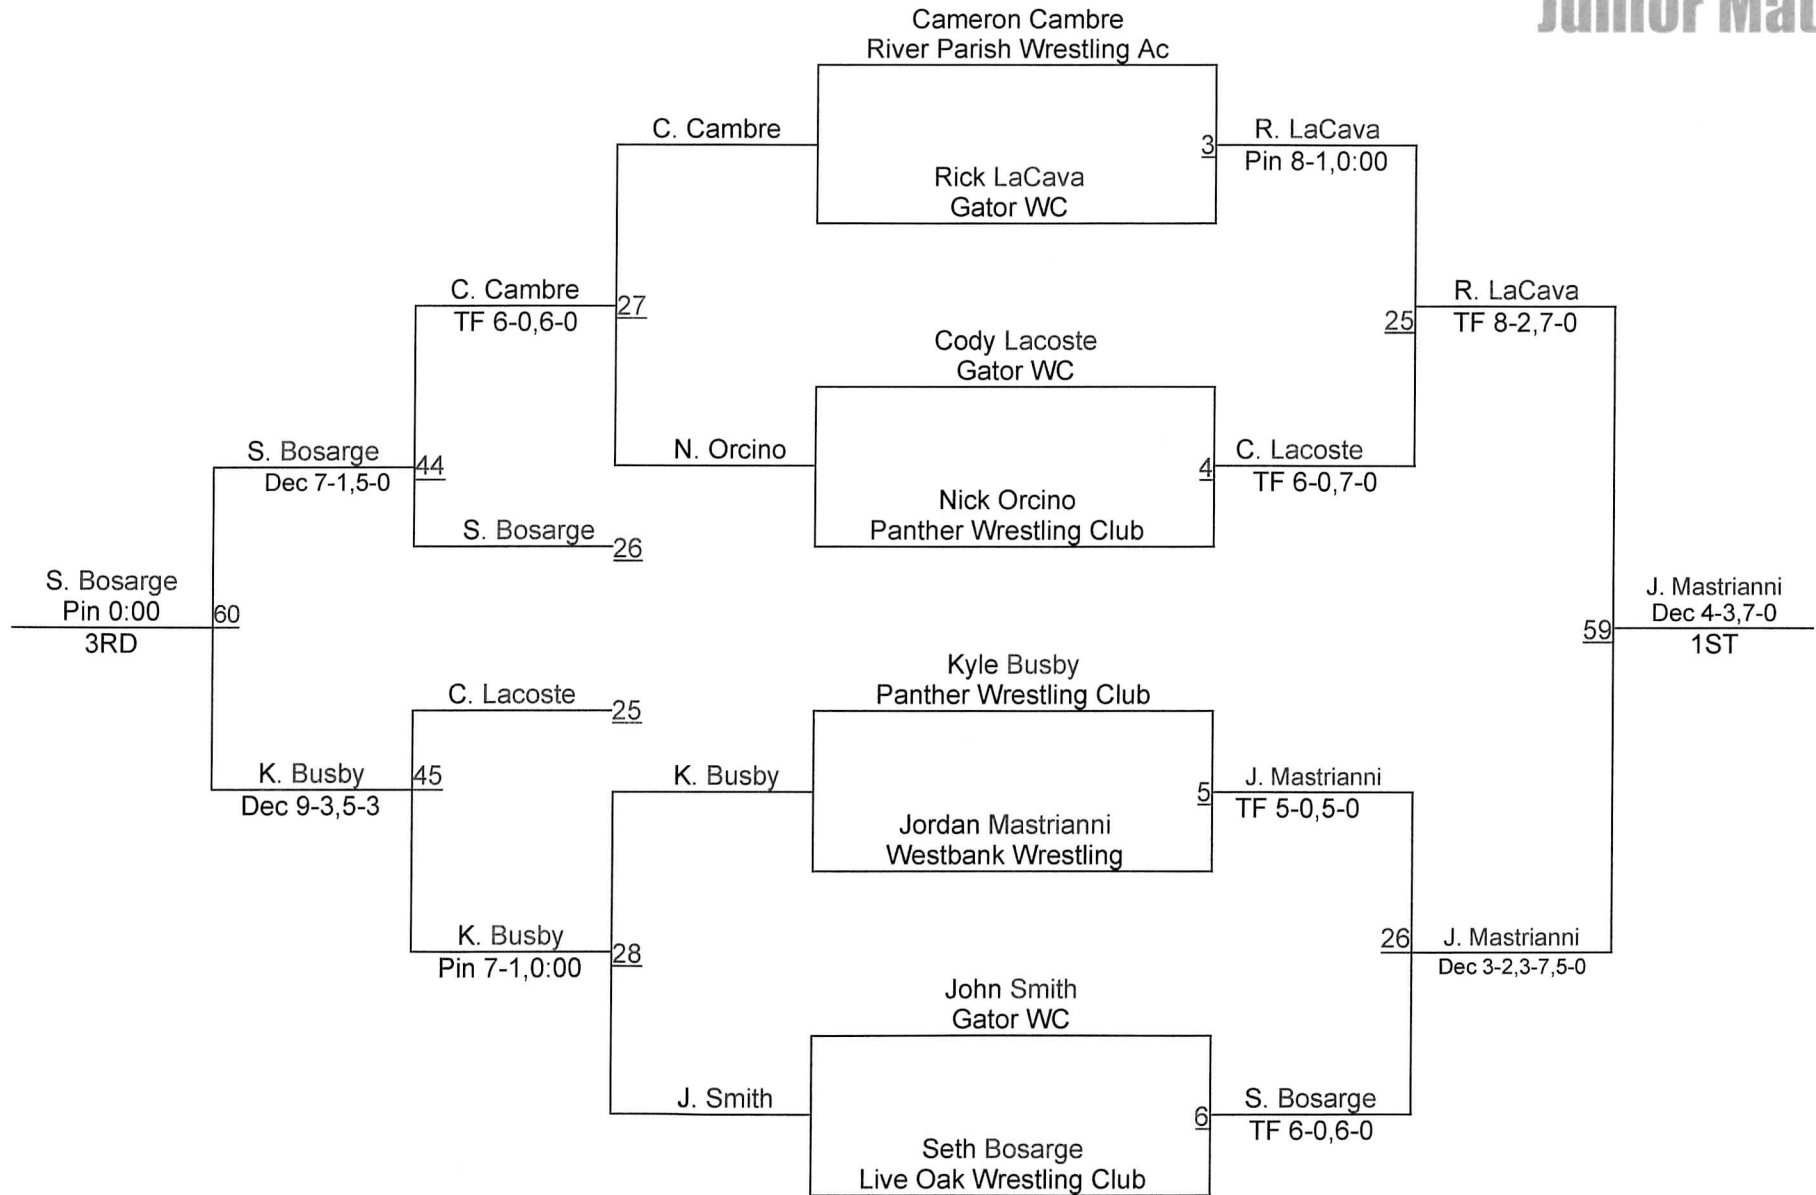 Junior Mat
Cameron Cambre
River Parish Wrestling Ac
C. Cambre
3
R. LaCava
Pin 8-1,0:00
Rick LaCava
Gator WC
C. Cambre
TF 6-0,6-0
27
R. LaCava
TF 8-2,7-0
25
Cody Lacoste
Gator WC
S. Bosarge
Dec 7-1,5-0
44
N. Orcino
4
C. Lacoste
TF 6-0,7-0
Nick Orcino
Panther Wrestling Club
S. Bosarge
26
S. Bosarge
Pin 0:00
3RD
60
J. Mastrianni
Dec 4-3,7-0
1ST
59
Kyle Busby
Panther Wrestling Club
C. Lacoste
25
K. Busby
Dec 9-3,5-3
45
K. Busby
5
J. Mastrianni
TF 5-0,5-0
Jordan Mastrianni
Westbank Wrestling
K. Busby
Pin 7-1,0:00
28
26
J. Mastrianni
Dec 3-2,3-7,5-0
John Smith
Gator WC
J. Smith
6
S. Bosarge
TF 6-0,6-0
Seth Bosarge
Live Oak Wrestling Club